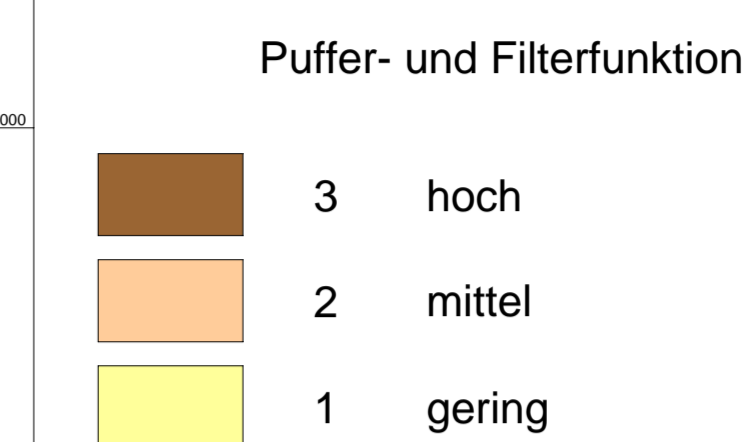 Puffer- und Filterfunktion
000
3 hoch
2 mittel
1 gering